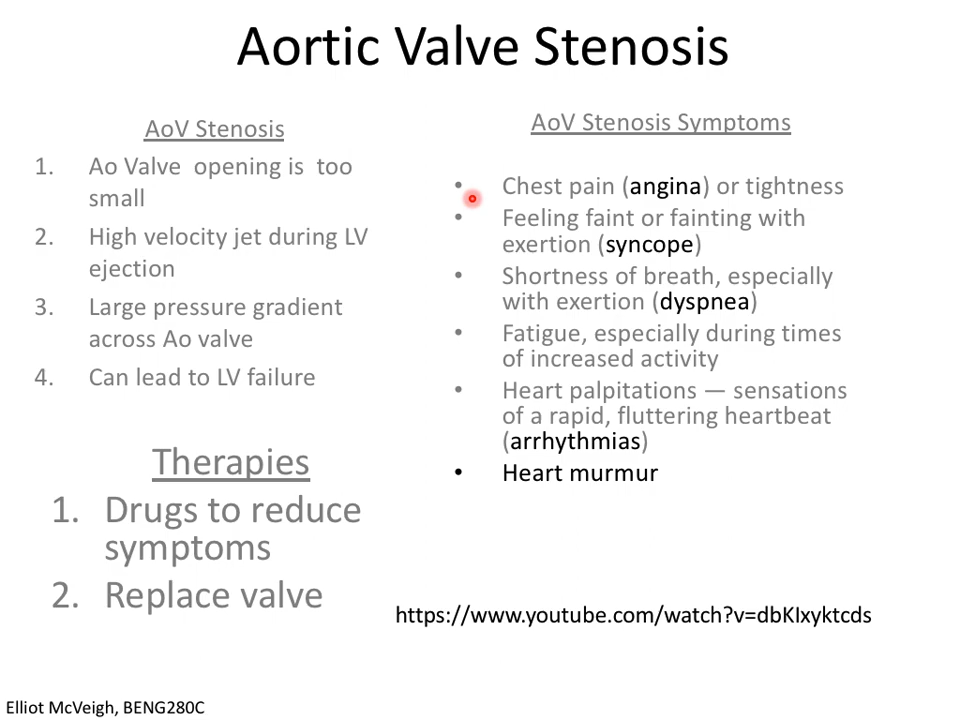 Aortic Valve Stenosis
AoV Stenosis
1. Ao Valve opening is too
small
2. High velocity jet during LV
ejection
3. Large pressure gradient
across Ao valve
4. Can lead to LV failure
Therapies
1. Drugs to reduce
symptoms
2. Replace valve
AoV Stenosis Symptoms
• Chest pain (angina) or tightness
• Feeling faint or fainting with
exertion (syncope)
• Shortness of breath, especially
with exertion (dyspnea)
• Fatigue, especially during times
of increased activity
• Heart palpitations — sensations
of a rapid, fluttering heartbeat
(arrhythmias)
• Heart murmur
https://www.youtube.com/watch?v=dbKIxyktcds
Elliot McVeigh, BENG280C